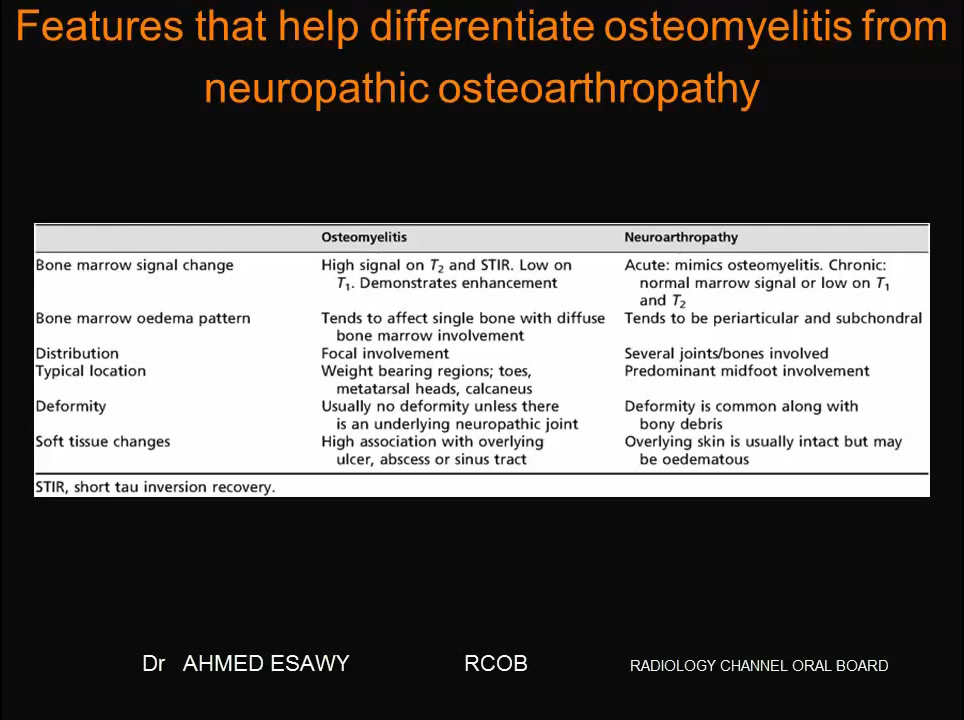 Features that help differentiate osteomyelitis from
neuropathic osteoarthropathy
Osteomyelitis Neuroarthropathy
Bone marrow signal change High signal on T2 and STIR. Low on Acute: mimics osteomyelitis. Chronic:
T1. Demonstrates enhancement normal marrow signal or low on T1
and T2
Bone marrow oedema pattern Tends to affect single bone with diffuse Tends to be periarticular and subchondral
bone marrow involvement
Distribution Focal involvement Several joints/bones involved
Typical location Weight bearing regions; toes, Predominant midfoot involvement
metatarsal heads, calcaneus
Deformity Usually no deformity unless there Deformity is common along with
is an underlying neuropathic joint bony debris
Soft tissue changes High association with overlying Overlying skin is usually intact but may
ulcer, abscess or sinus tract be oedematous
STIR, short tau inversion recovery.
Dr AHMED ESAWY RCOB RADIOLOGY CHANNEL ORAL BOARD